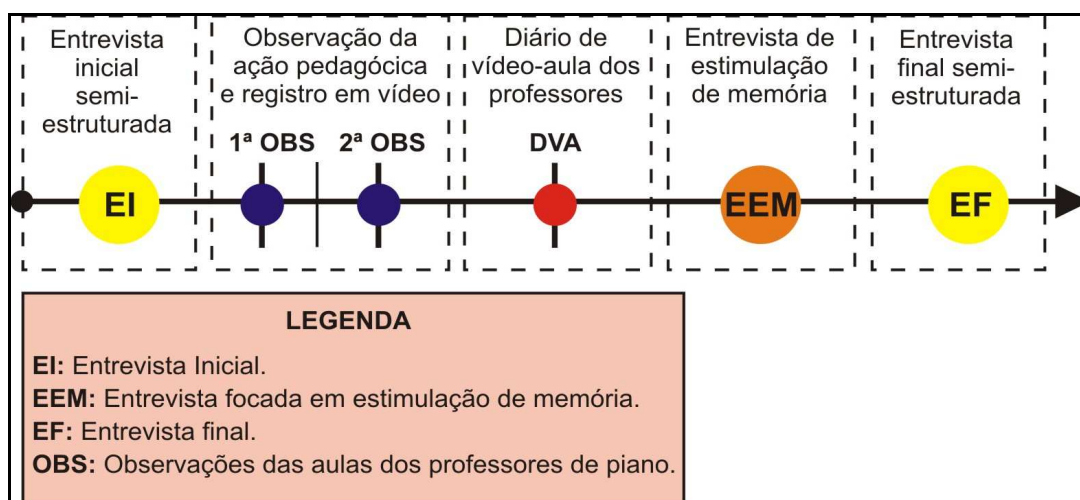 Entrevista
inicial
semi-
estruturada
Observação da
ação pedagócica
e registro em vídeo
Diário de
vídeo-aula dos
professores
Entrevista de
estimulação
de memória
Entrevista
final semi-
estruturada
1ª OBS
2ª OBS
DVA
EI
EEM
EF
LEGENDA
EI: Entrevista Inicial.
EEM: Entrevista focada em estimulação de memória.
EF: Entrevista final.
OBS: Observações das aulas dos professores de piano.